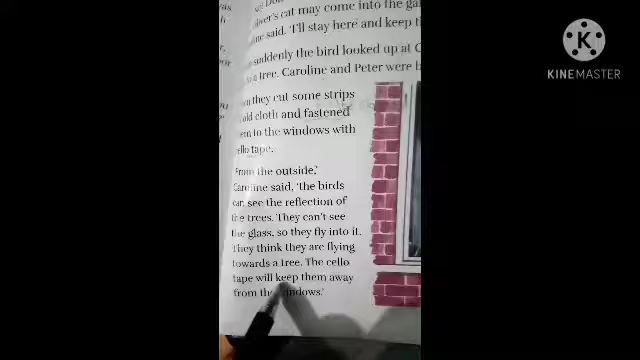 cat may come into the
said. 'I'll stay here and keep
suddenly the bird looked up at
a tree. Caroline and Peter were
they cut some strips
old cloth and fastened
to the windows with
cello tape.
'From the outside,'
Caroline said, 'the birds
can see the reflection of
the trees. They can't see
the glass, so they fly into it.
They think they are flying
towards a tree. The cello
tape will keep them away
from the windows.'
KINEMASTER